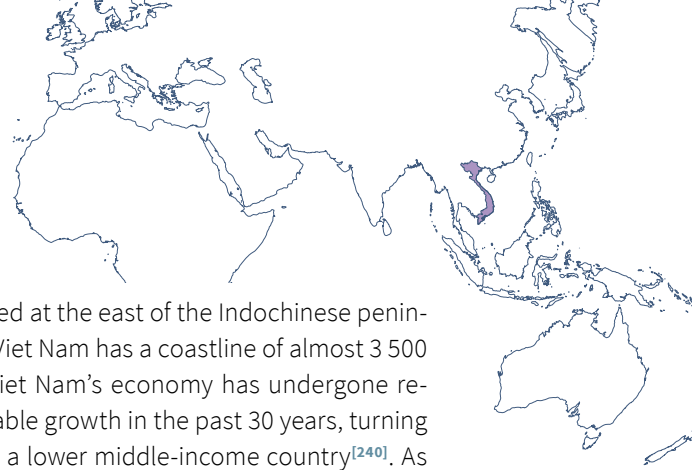 ed at the east of the Indochinese penin-
Viet Nam has a coastline of almost 3 500
iet Nam’s economy has undergone re-
able growth in the past 30 years, turning
a lower middle-income country[240]. As